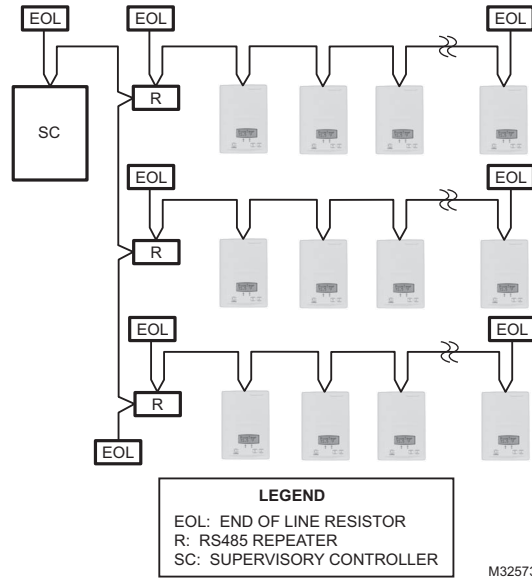 EOL EOL EOL
R
SC
EOL EOL
R
EOL EOL
R
EOL
LEGEND
EOL: END OF LINE RESISTOR
R: RS485 REPEATER
SC: SUPERVISORY CONTROLLER
M32573